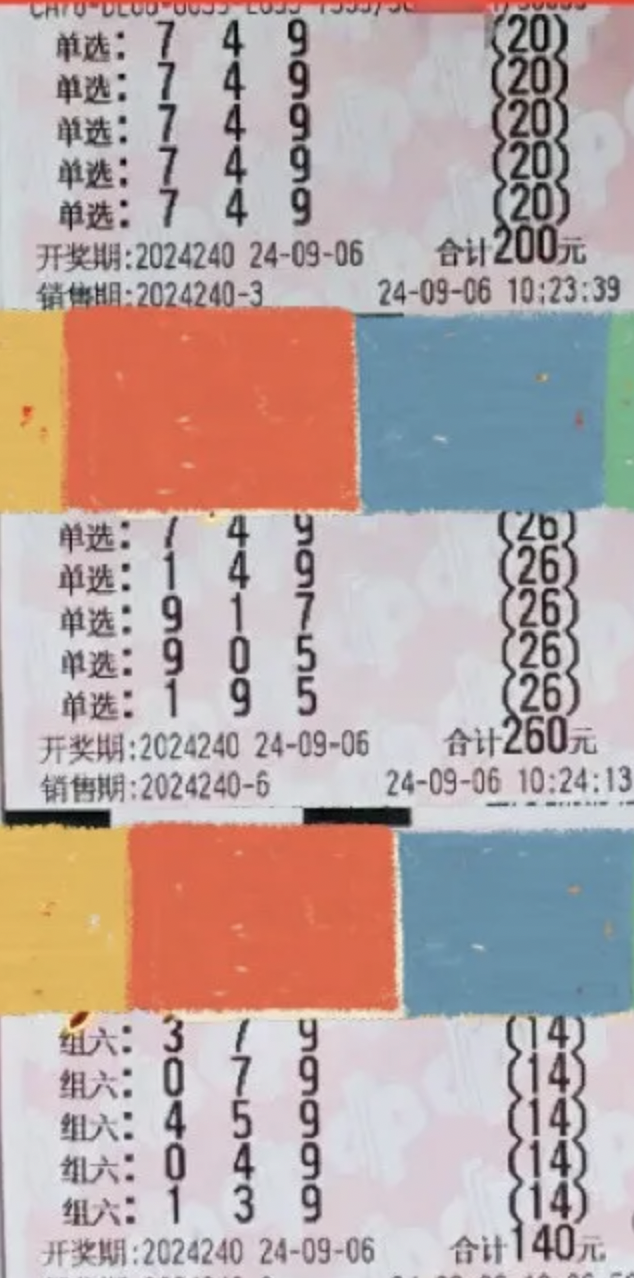 单选: 7 4 9 (20)
单选: 7 4 9 (20)
单选: 7 4 9 (20)
单选: 7 4 9 (20)
单选: 7 4 9 (20)
开奖期:2024240 24-09-06 合计200元
销售期:2024240-3 24-09-06 10:23:39
单选: 7 4 9 (26)
单选: 1 4 9 (26)
单选: 9 1 7 (26)
单选: 9 0 5 (26)
单选: 1 9 5 (26)
开奖期:2024240 24-09-06 合计260元
销售期:2024240-6 24-09-06 10:24:13
组六: 3 7 9 (14)
组六: 0 7 9 (14)
组六: 4 5 9 (14)
组六: 0 4 9 (14)
组六: 1 3 9 (14)
开奖期:2024240 24-09-06 合计140元